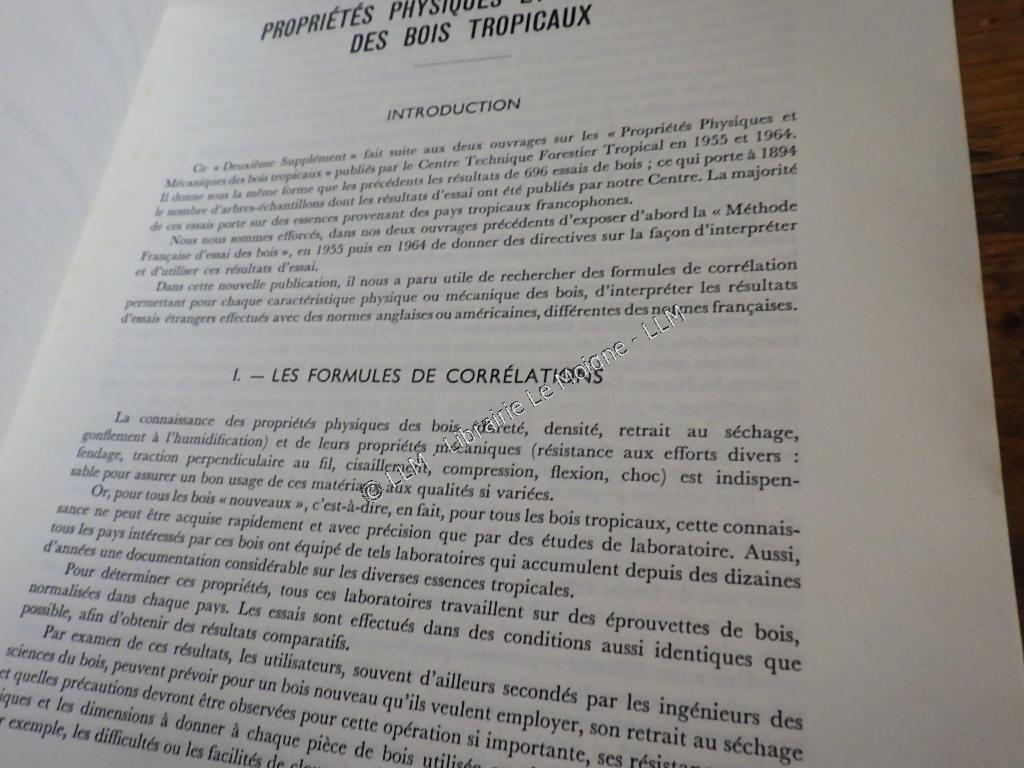 PROPRIÉTÉS PHYSIQUES
DES BOIS TROPICAUX
INTRODUCTION
Ce « Deuxième Supplément » fait suite aux deux ouvrages sur les « Propriétés Physiques et
Mécaniques des bois tropicaux » publiés par le Centre Technique Forestier Tropical en 1955 et 1964.
Il donne sous la même forme que les précédents les résultats de 696 essais de bois ; ce qui porte à 1894
le nombre d'arbres-échantillons dont les résultats d'essai ont été publiés par notre Centre. La majorité
de ces essais porte sur des essences provenant des pays tropicaux francophones.
Nous nous sommes efforcés, dans nos deux ouvrages précédents d'exposer d'abord la « Méthode
Française d'essai des bois », en 1955 puis en 1964 de donner des directives sur la façon d'interpréter
et d'utiliser ces résultats d'essai.
Dans cette nouvelle publication, il nous a paru utile de rechercher des formules de corrélation
permettant pour chaque caractéristique physique ou mécanique des bois, d'interpréter les résultats
d'essais étrangers effectués avec des normes anglaises ou américaines, différentes des normes françaises.
I. — LES FORMULES DE CORRÉLATIONS
La connaissance des propriétés physiques des bois (dureté, densité, retrait au séchage,
gonflement à l'humidification) et de leurs propriétés mécaniques (résistance aux efforts divers :
fendage, traction perpendiculaire au fil, cisaillement, compression, flexion, choc) est indispen-
sable pour assurer un bon usage de ces matériaux aux qualités si variées.
Or, pour tous les bois « nouveaux », c'est-à-dire, en fait, pour tous les bois tropicaux, cette connais-
sance ne peut être acquise rapidement et avec précision que par des études de laboratoire. Aussi,
tous les pays intéressés par ces bois ont équipé de tels laboratoires qui accumulent depuis des dizaines
d'années une documentation considérable sur les diverses essences tropicales.
Pour déterminer ces propriétés, tous ces laboratoires travaillent sur des éprouvettes de bois,
normalisées dans chaque pays. Les essais sont effectués dans des conditions aussi identiques que
possible, afin d'obtenir des résultats comparatifs.
Par examen de ces résultats, les utilisateurs, souvent d'ailleurs secondés par les ingénieurs des
sciences du bois, peuvent prévoir pour un bois nouveau qu'ils veulent employer, son retrait au séchage
et quelles précautions devront être observées pour cette opération si importante, ses
et les dimensions à donner à chaque pièce de bois
exemple, les difficultés ou les facilités de
© LLM - Librairie Le Moigne - LLM